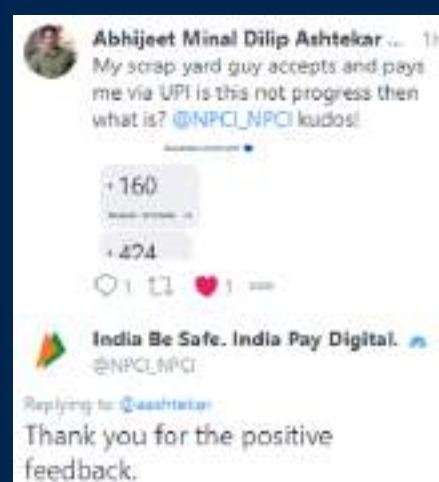 Abhijeet Minal Dilip Ashtekar ... 1h
My scrap yard guy accepts and pays
me via UPI is this not progress then
what is? @NPCI_NPCI kudos!
+160
+424
1 1
India Be Safe. India Pay Digital.
@NPCI_NPCI
Replying to @aashtekar
Thank you for the positive
feedback.